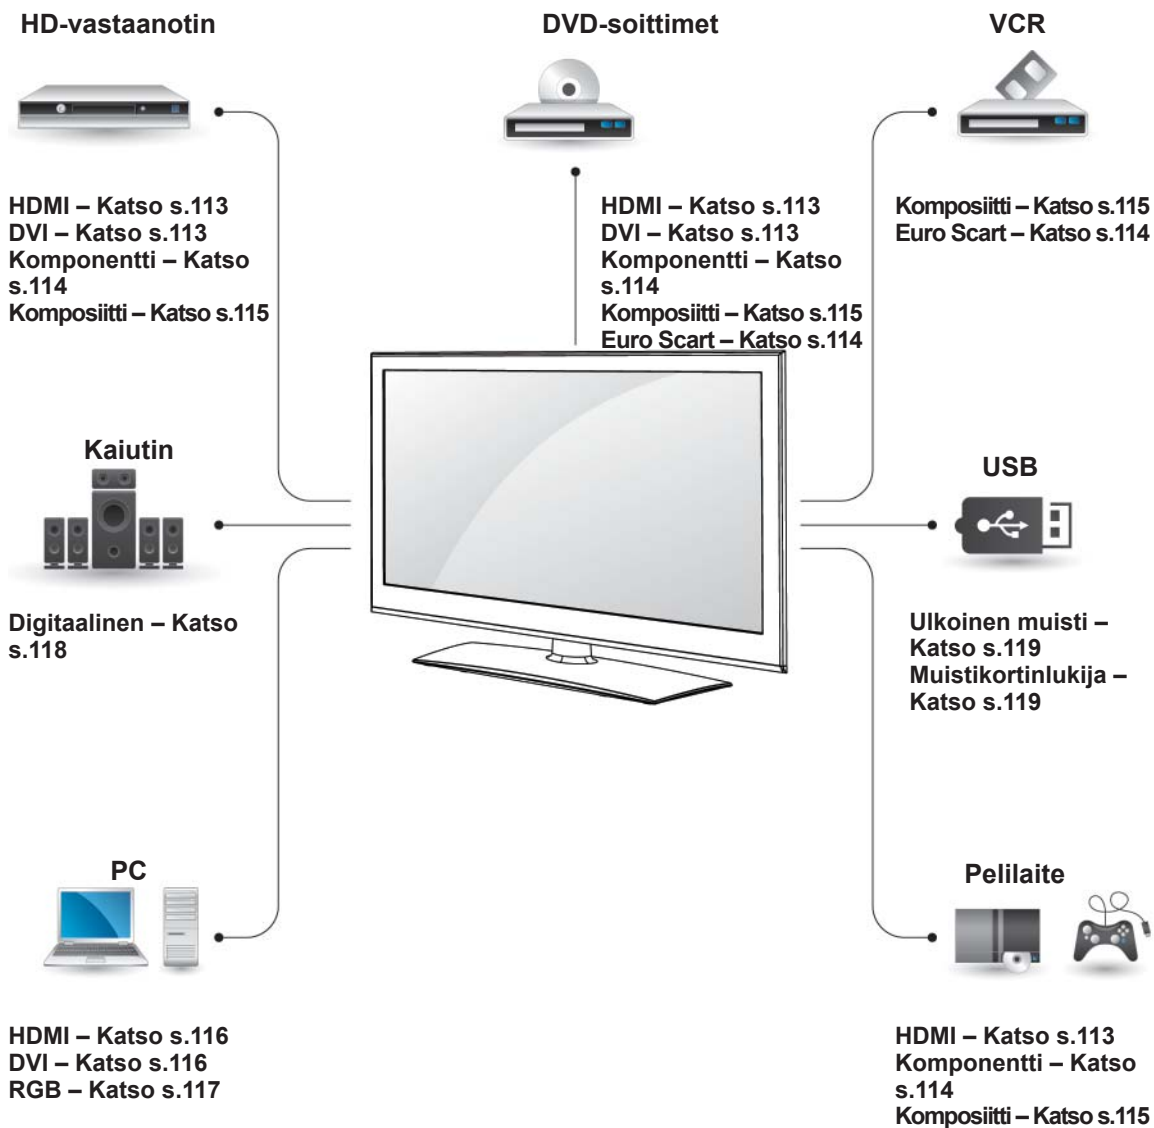 HD-vastaanotin
HDMI – Katso s.113
DVI – Katso s.113
Komponentti – Katso
s.114
Komposiitti – Katso s.115
DVD-soittimet
HDMI – Katso s.113
DVI – Katso s.113
Komponentti – Katso
s.114
Komposiitti – Katso s.115
Euro Scart – Katso s.114
VCR
Komposiitti – Katso s.115
Euro Scart – Katso s.114
Kaiutin
Digitaalinen – Katso
s.118
USB
Ulkoinen muisti –
Katso s.119
Muistikortinlukija –
Katso s.119
PC
HDMI – Katso s.116
DVI – Katso s.116
RGB – Katso s.117
Pelilaite
HDMI – Katso s.113
Komponentti – Katso
s.114
Komposiitti – Katso s.115